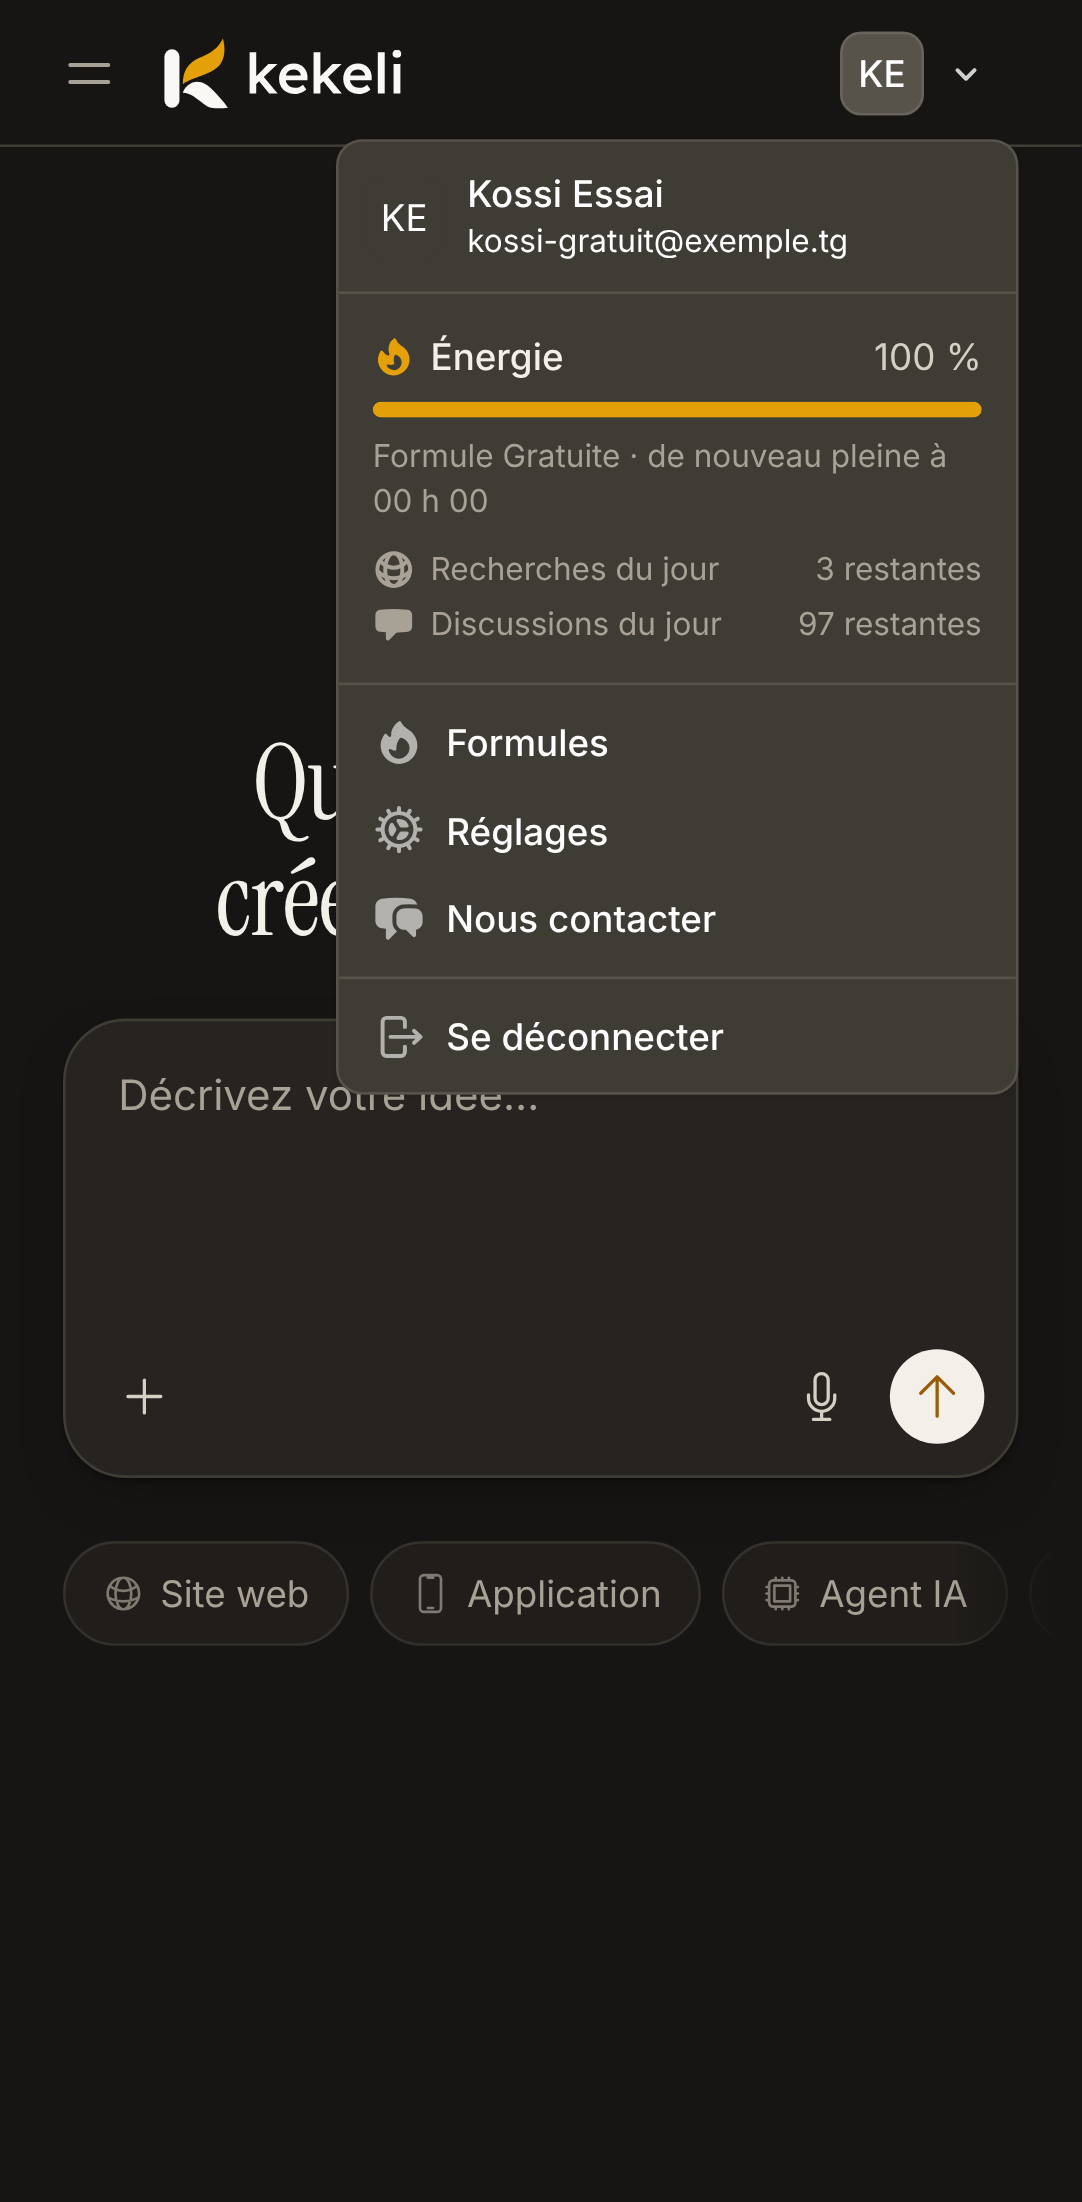 kekeli
KE
KE
Kossi Essai
kossi-gratuit@exemple.tg
Énergie 100 %
Formule Gratuite · de nouveau pleine à
00 h 00
Recherches du jour 3 restantes
Discussions du jour 97 restantes
Formules
Réglages
Nous contacter
Se déconnecter
Décrivez votre idée...
Site web
Application
Agent IA